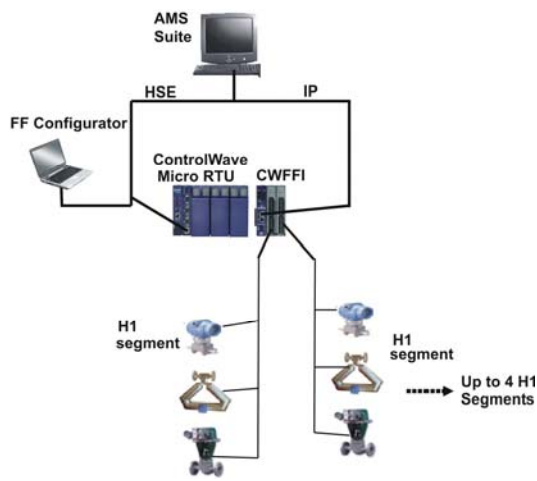 AMS
Suite
HSE
IP
FF Configurator
ControlWave
Micro RTU
CWFFI
H1
segment
H1
segment
Up to 4 H1
Segments